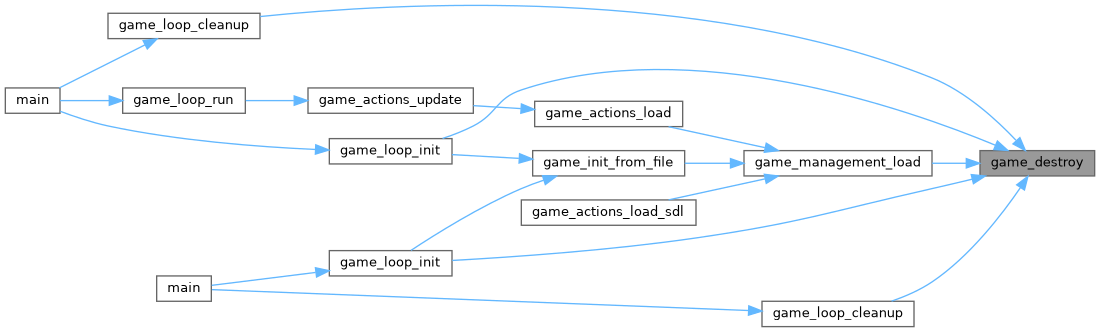 game_loop_cleanup
main
game_loop_run
game_actions_update
game_actions_load
game_loop_init
game_init_from_file
game_management_load
game_destroy
game_actions_load_sdl
game_loop_init
main
game_loop_cleanup